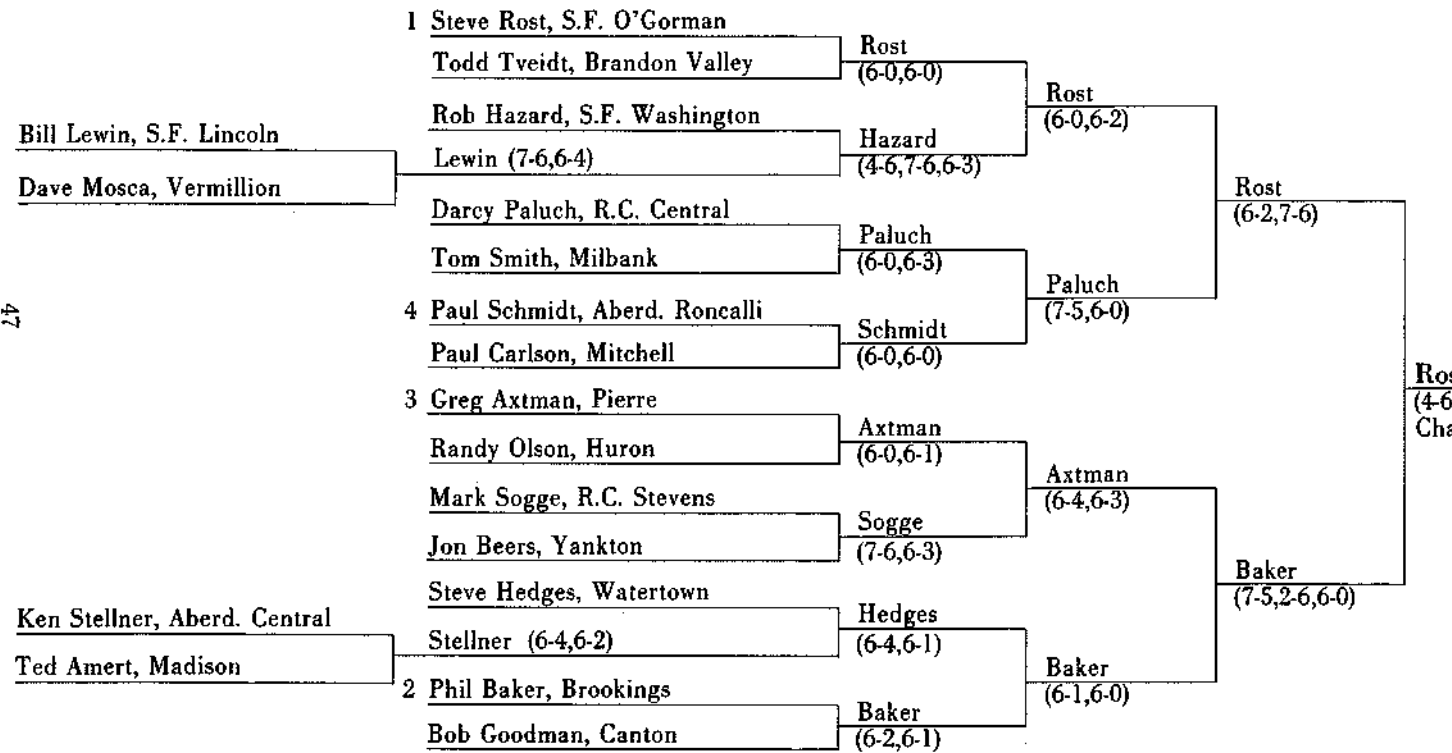 1 Steve Rost, S.F. O'Gorman
Todd Tveidt, Brandon Valley
Rost
(6-0,6-0)
Rob Hazard, S.F. Washington
Bill Lewin, S.F. Lincoln
Dave Mosca, Vermillion
Lewin (7-6,6-4)
Hazard
(4-6,7-6,6-3)
Rost
(6-0,6-2)
Darcy Paluch, R.C. Central
Tom Smith, Milbank
Paluch
(6-0,6-3)
4 Paul Schmidt, Aberd. Roncalli
Paul Carlson, Mitchell
Schmidt
(6-0,6-0)
Paluch
(7-5,6-0)
Rost
(6-2,7-6)
47
3 Greg Axtman, Pierre
Randy Olson, Huron
Axtman
(6-0,6-1)
Mark Sogge, R.C. Stevens
Jon Beers, Yankton
Sogge
(7-6,6-3)
Axtman
(6-4,6-3)
Steve Hedges, Watertown
Ken Stellner, Aberd. Central
Ted Amert, Madison
Stellner (6-4,6-2)
Hedges
(6-4,6-1)
2 Phil Baker, Brookings
Bob Goodman, Canton
Baker
(6-2,6-1)
Baker
(6-1,6-0)
Baker
(7-5,2-6,6-0)
Ros
(4-6
Cha